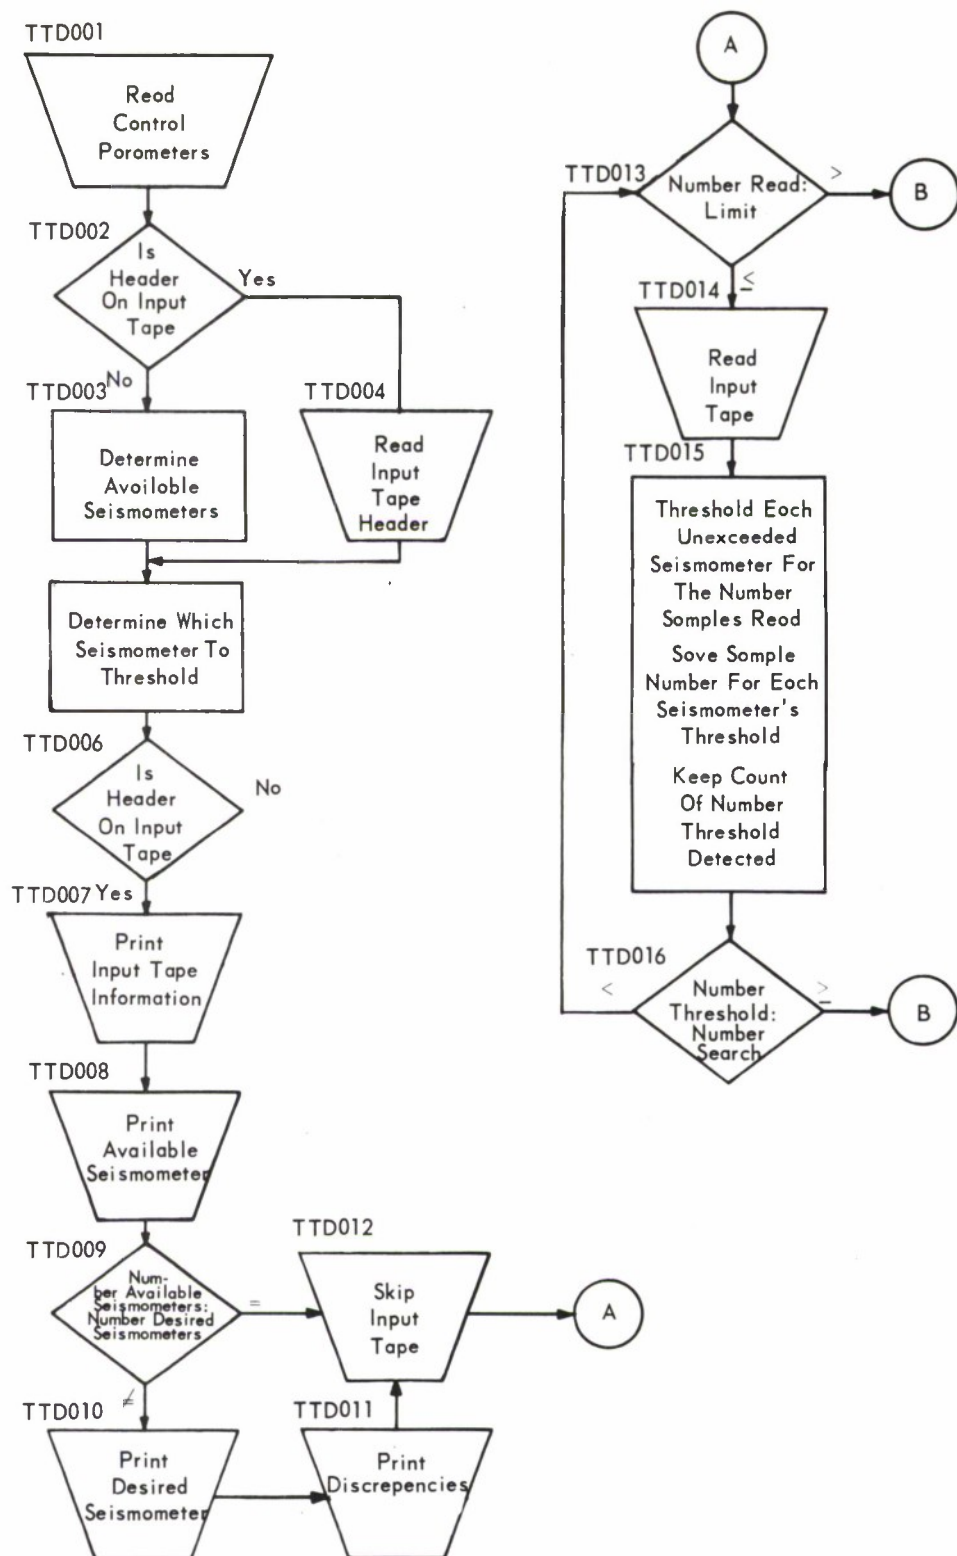 TTD001
Reod
Control
Porometers
TTD002
Is
Header
On Input
Tape
Yes
No
TTD003
Determine
Avoiloble
Seismometers
TTD004
Read
Input
Tape
Header
Determine Which
Seismometer To
Threshold
TTD006
Is
Header
On Input
Tape
No
TTD007 Yes
Print
Input Tape
Information
TTD008
Print
Available
Seismometer
TTD009
Num-
ber Available
Seismometers:
Number Desired
Seismometers
=
≠
TTD010
Print
Desired
Seismometer
TTD011
Print
Discrepencies
TTD012
Skip
Input
Tape
A
A
TTD013
Number Read:
Limit
>
B
≤
TTD014
Read
Input
Tape
TTD015
Threshold Eoch
Unexceeded
Seismometer For
The Number
Somples Reod
Sove Somple
Number For Eoch
Seismometer's
Threshold
Keep Count
Of Number
Threshold
Detected
TTD016
<
Number
Threshold:
Number
Search
≥
B